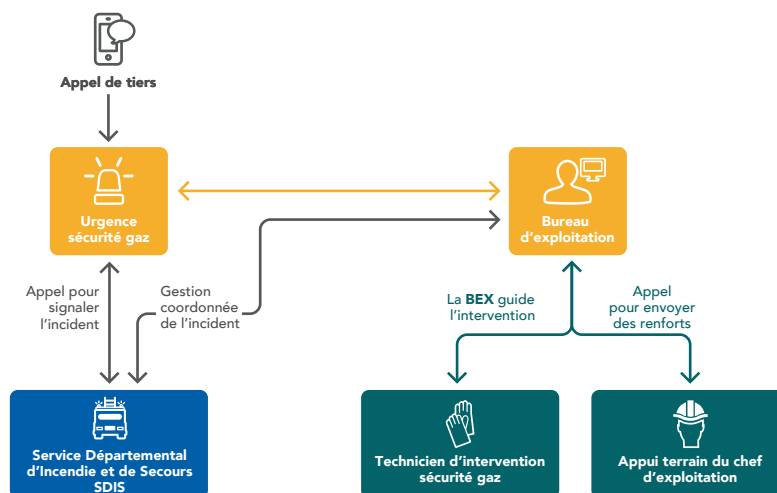 Appel de tiers
Urgence
sécurité gaz
Bureau
d'exploitation
Appel pour
signaler
l'incident
Gestion
coordonnée
de l'incident
La BEX guide
l'intervention
Appel
pour envoyer
des renforts
Service Départemental
d'Incendie et de Secours
SDIS
Technicien d'intervention
sécurité gaz
Appui terrain du chef
d'exploitation